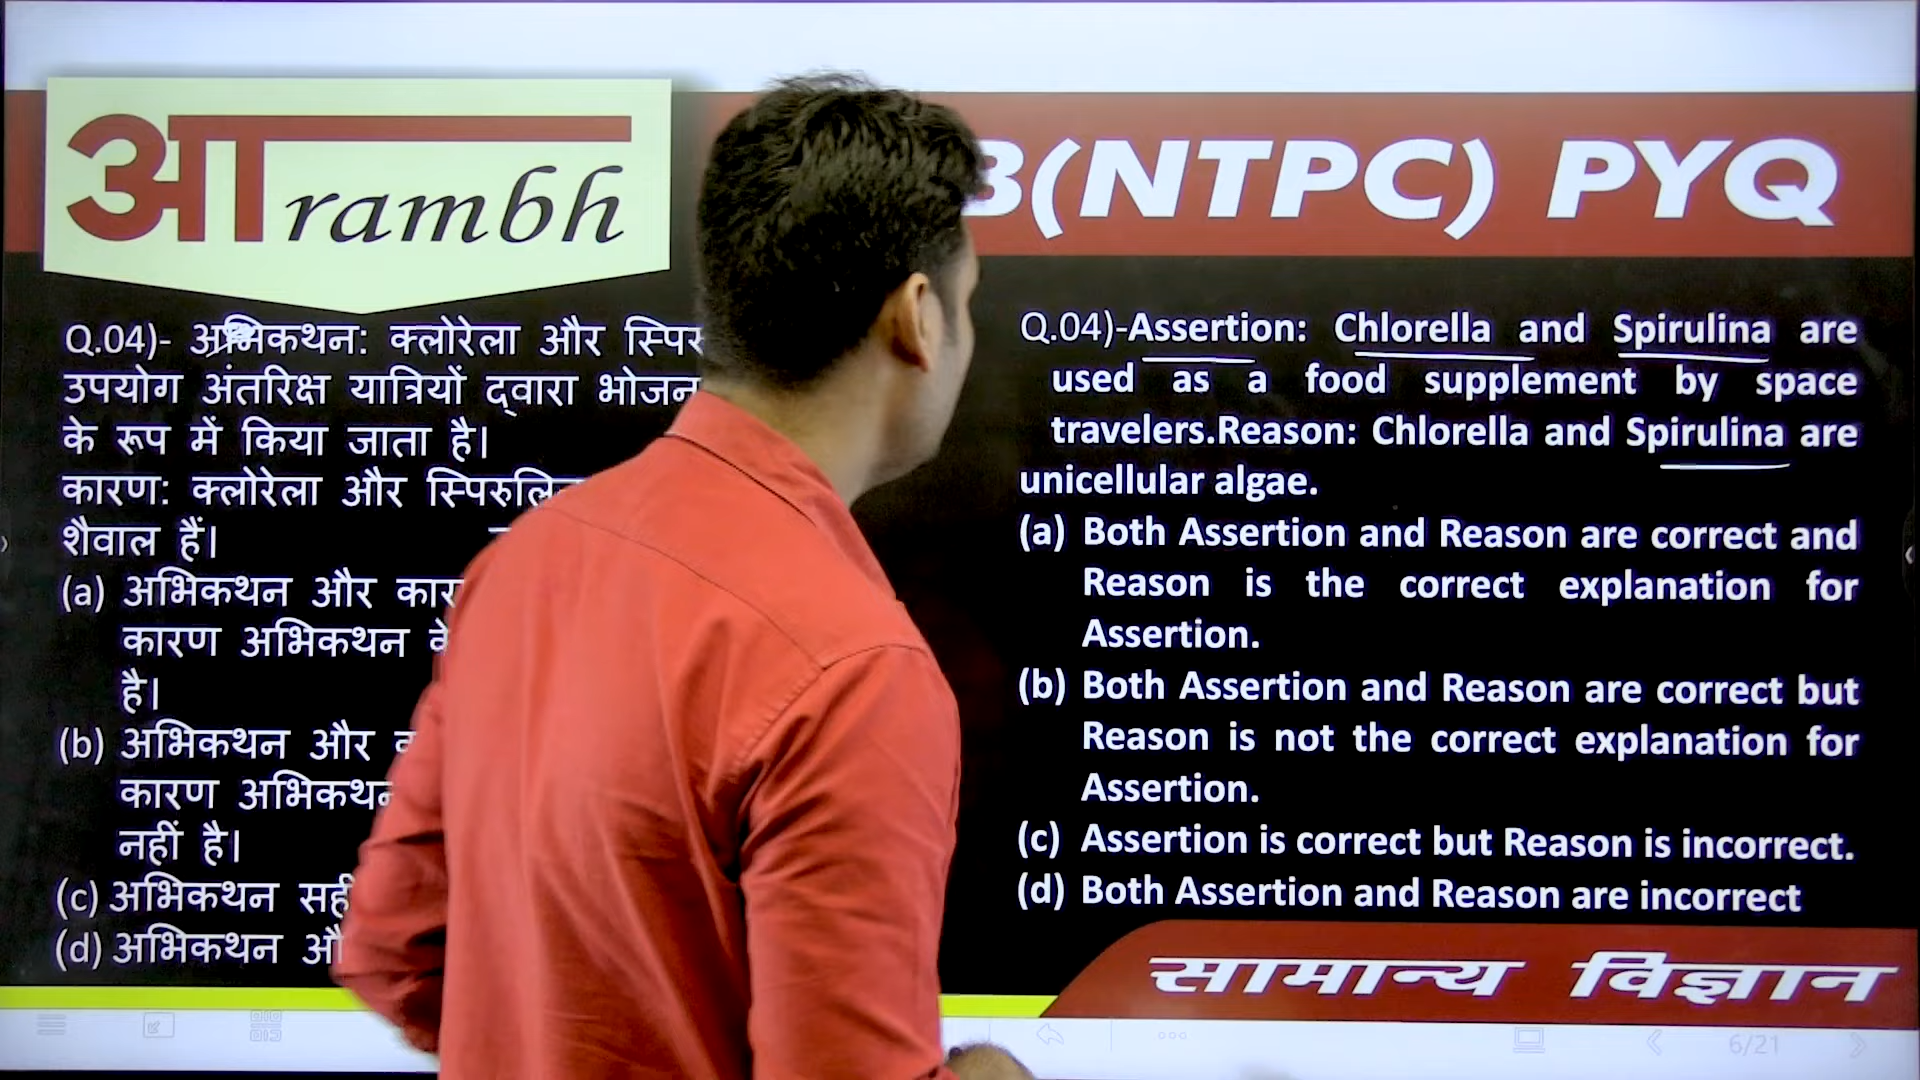 आrambh
(NTPC) PYQ
Q.04)- अभिकथन: क्लोरेला और
उपयोग अंतरिक्ष यात्रियों द्वारा भोजन
के रूप में किया जाता है।
कारण: क्लोरेला और
शैवाल हैं।
(a) अभिकथन और
कारण अभिकथन
है।
(b) अभिकथन और
कारण अभिकथन
नहीं है।
(c) अभिकथन सही
(d) अभिकथन
Q.04)-Assertion: Chlorella and Spirulina are
used as a food supplement by space
travelers.Reason: Chlorella and Spirulina are
unicellular algae.
(a) Both Assertion and Reason are correct and
Reason is the correct explanation for
Assertion.
(b) Both Assertion and Reason are correct but
Reason is not the correct explanation for
Assertion.
(c) Assertion is correct but Reason is incorrect.
(d) Both Assertion and Reason are incorrect
सामान्य विज्ञान
6/21